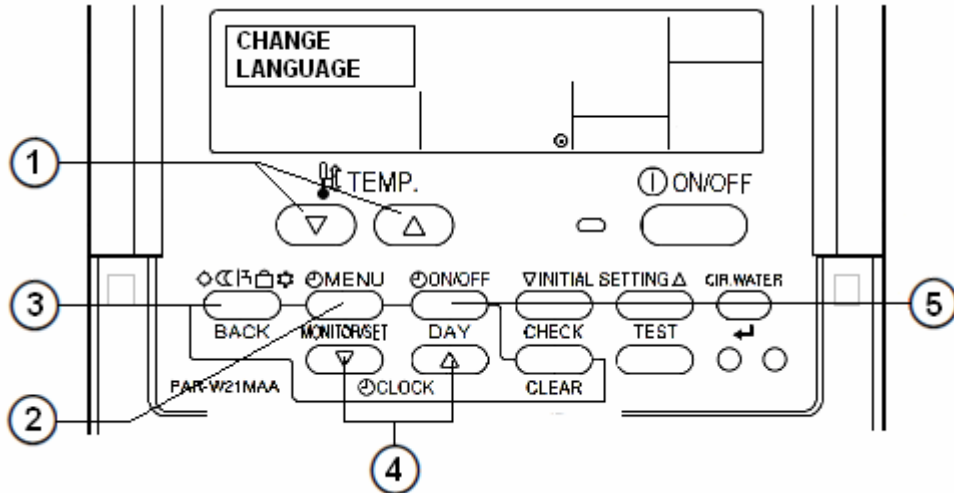 CHANGE
LANGUAGE
1
TEMP.
ON/OFF
3
MENU
ON/OFF
▽INITIAL SETTING△
CIR.WATER
5
BACK
MONITOR/SET
DAY
CHECK
TEST
PAR-W21MAA
CLOCK
CLEAR
2
4